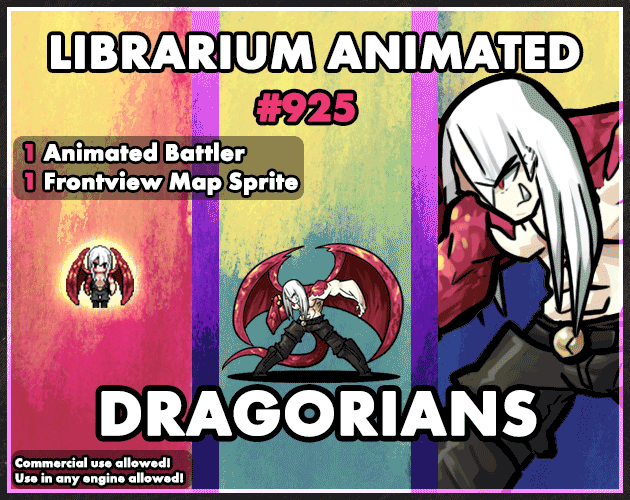 LIBRARIUM ANIMATED
#925
1 Animated Battler
1 Frontview Map Sprite
DRAGORIANS
Commercial use allowed!
Use in any engine allowed!